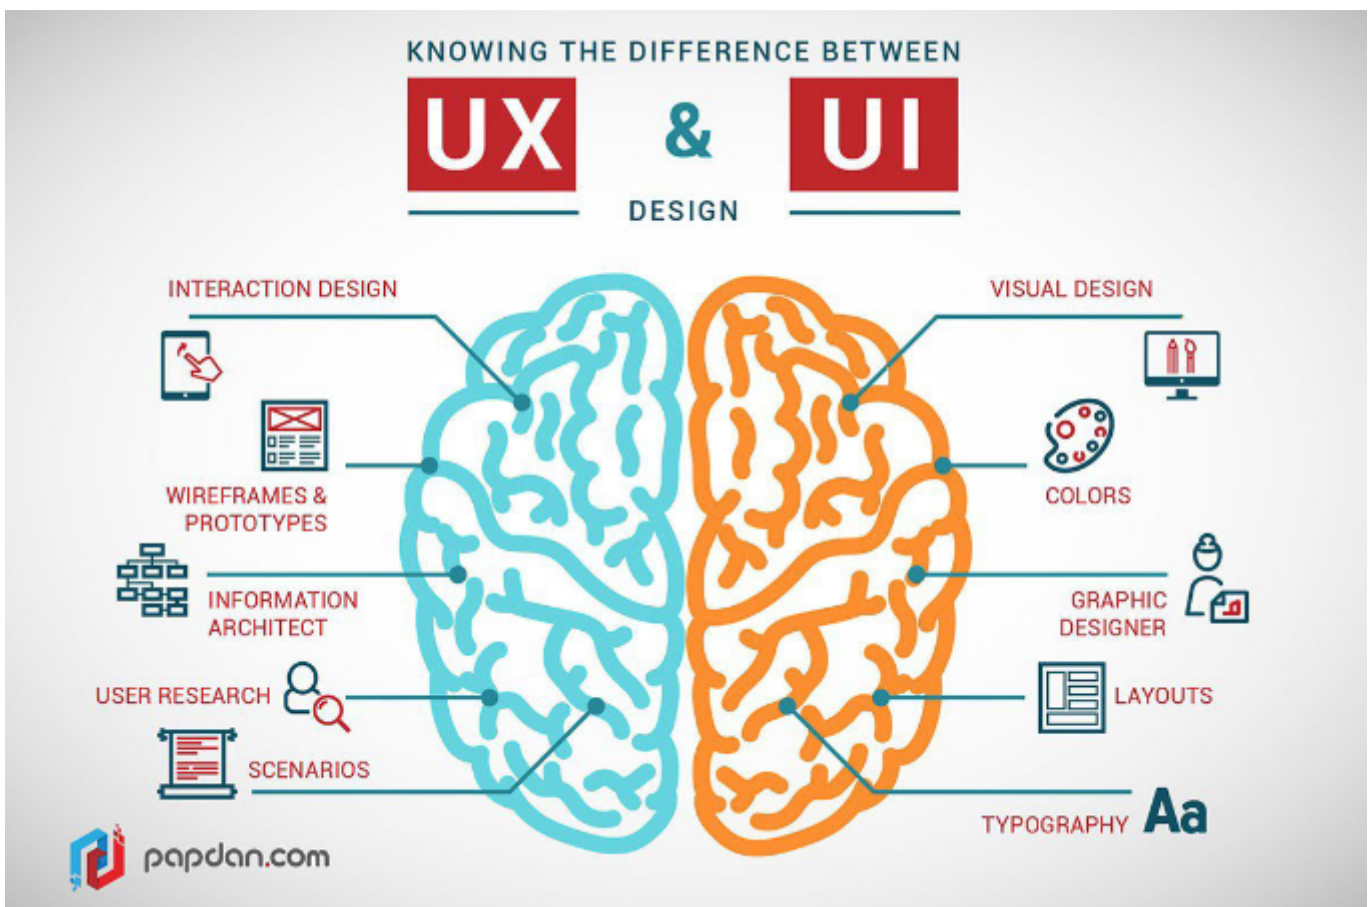 KNOWING THE DIFFERENCE BETWEEN
UX & UI
DESIGN
INTERACTION DESIGN
WIREFRAMES &
PROTOTYPES
INFORMATION
ARCHITECT
USER RESEARCH
SCENARIOS
VISUAL DESIGN
COLORS
GRAPHIC
DESIGNER
LAYOUTS
TYPOGRAPHY Aa
papdan.com